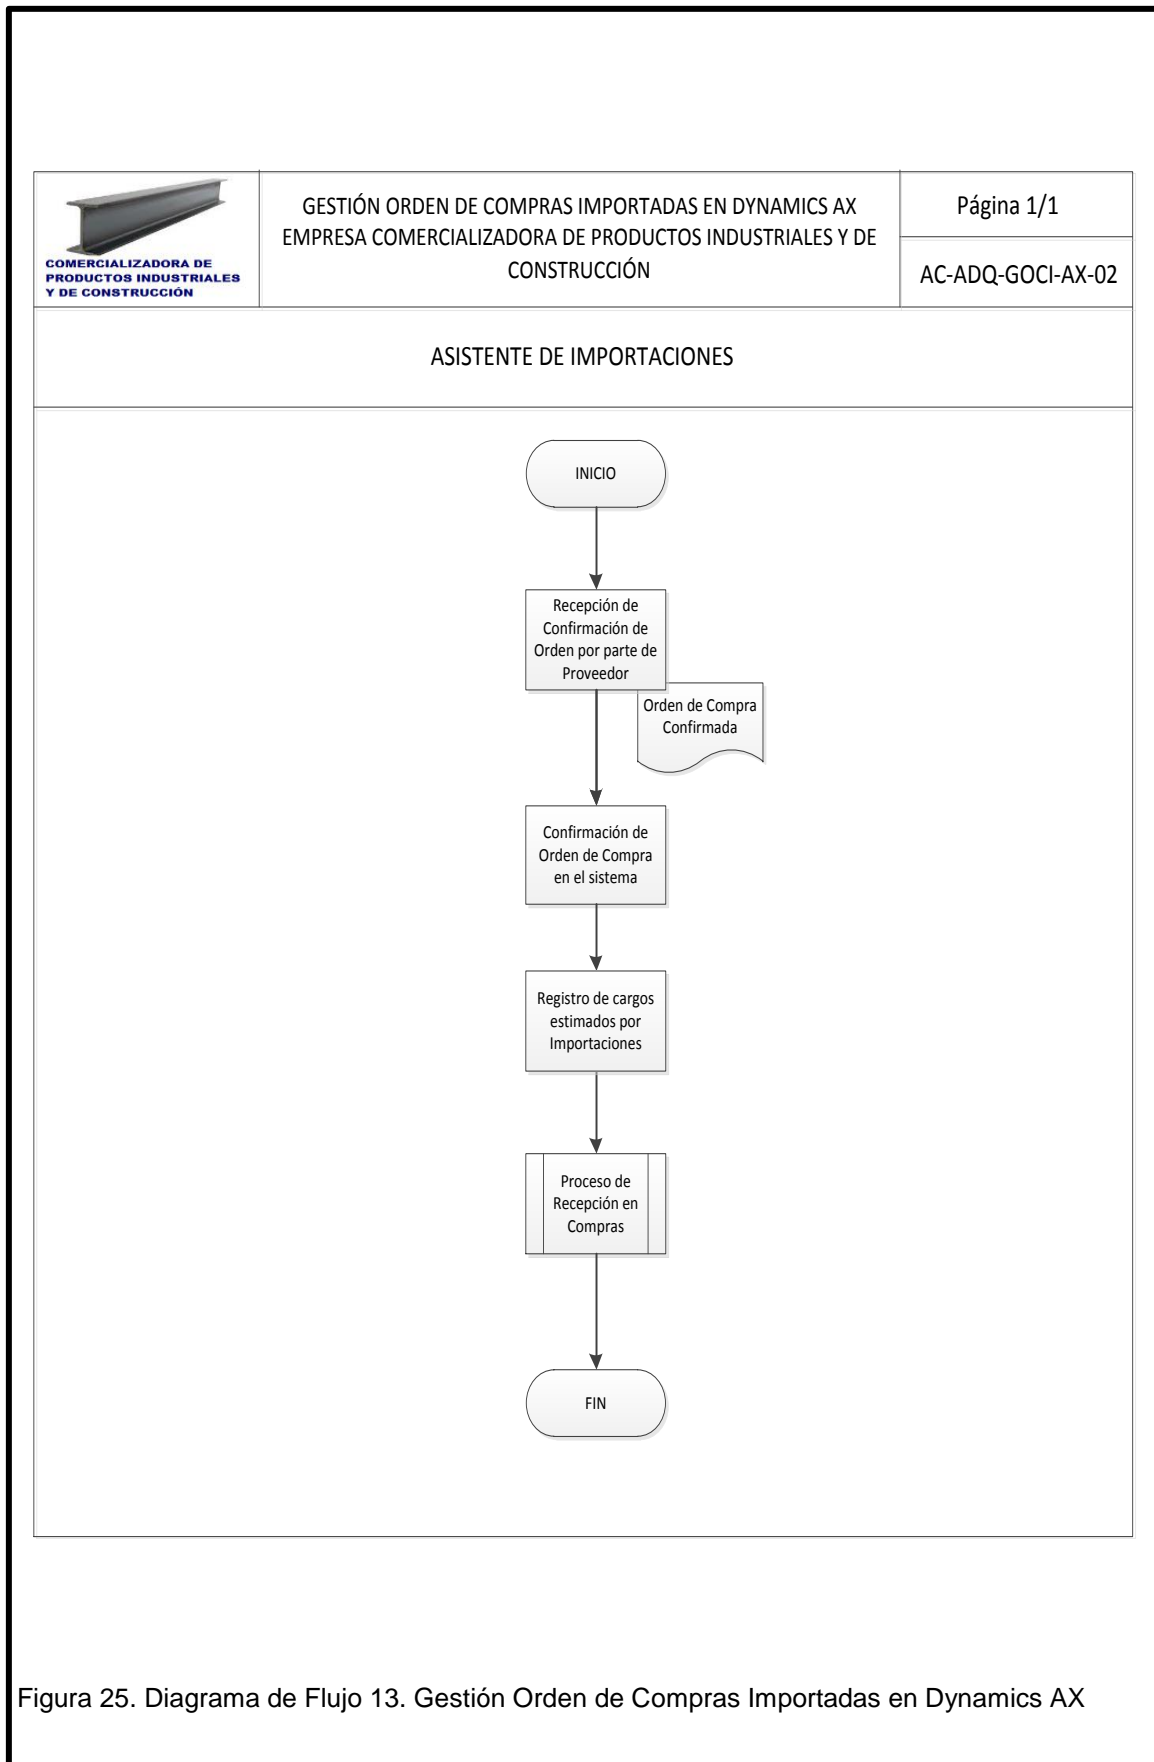 COMERCIALIZADORA DE
PRODUCTOS INDUSTRIALES
Y DE CONSTRUCCIÓN
GESTIÓN ORDEN DE COMPRAS IMPORTADAS EN DYNAMICS AX
EMPRESA COMERCIALIZADORA DE PRODUCTOS INDUSTRIALES Y DE
CONSTRUCCIÓN
Página 1/1
AC-ADQ-GOCI-AX-02
ASISTENTE DE IMPORTACIONES
INICIO
Recepción de
Confirmación de
Orden por parte de
Proveedor
Orden de Compra
Confirmada
Confirmación de
Orden de Compra
en el sistema
Registro de cargos
estimados por
Importaciones
Proceso de
Recepción en
Compras
FIN
Figura 25. Diagrama de Flujo 13. Gestión Orden de Compras Importadas en Dynamics AX